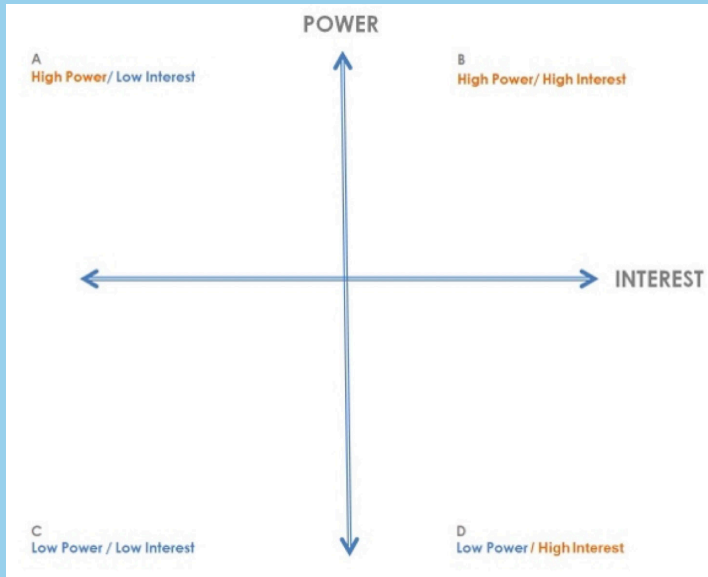 POWER
A
High Power/ Low Interest
B
High Power/ High Interest
INTEREST
C
Low Power / Low Interest
D
Low Power / High Interest